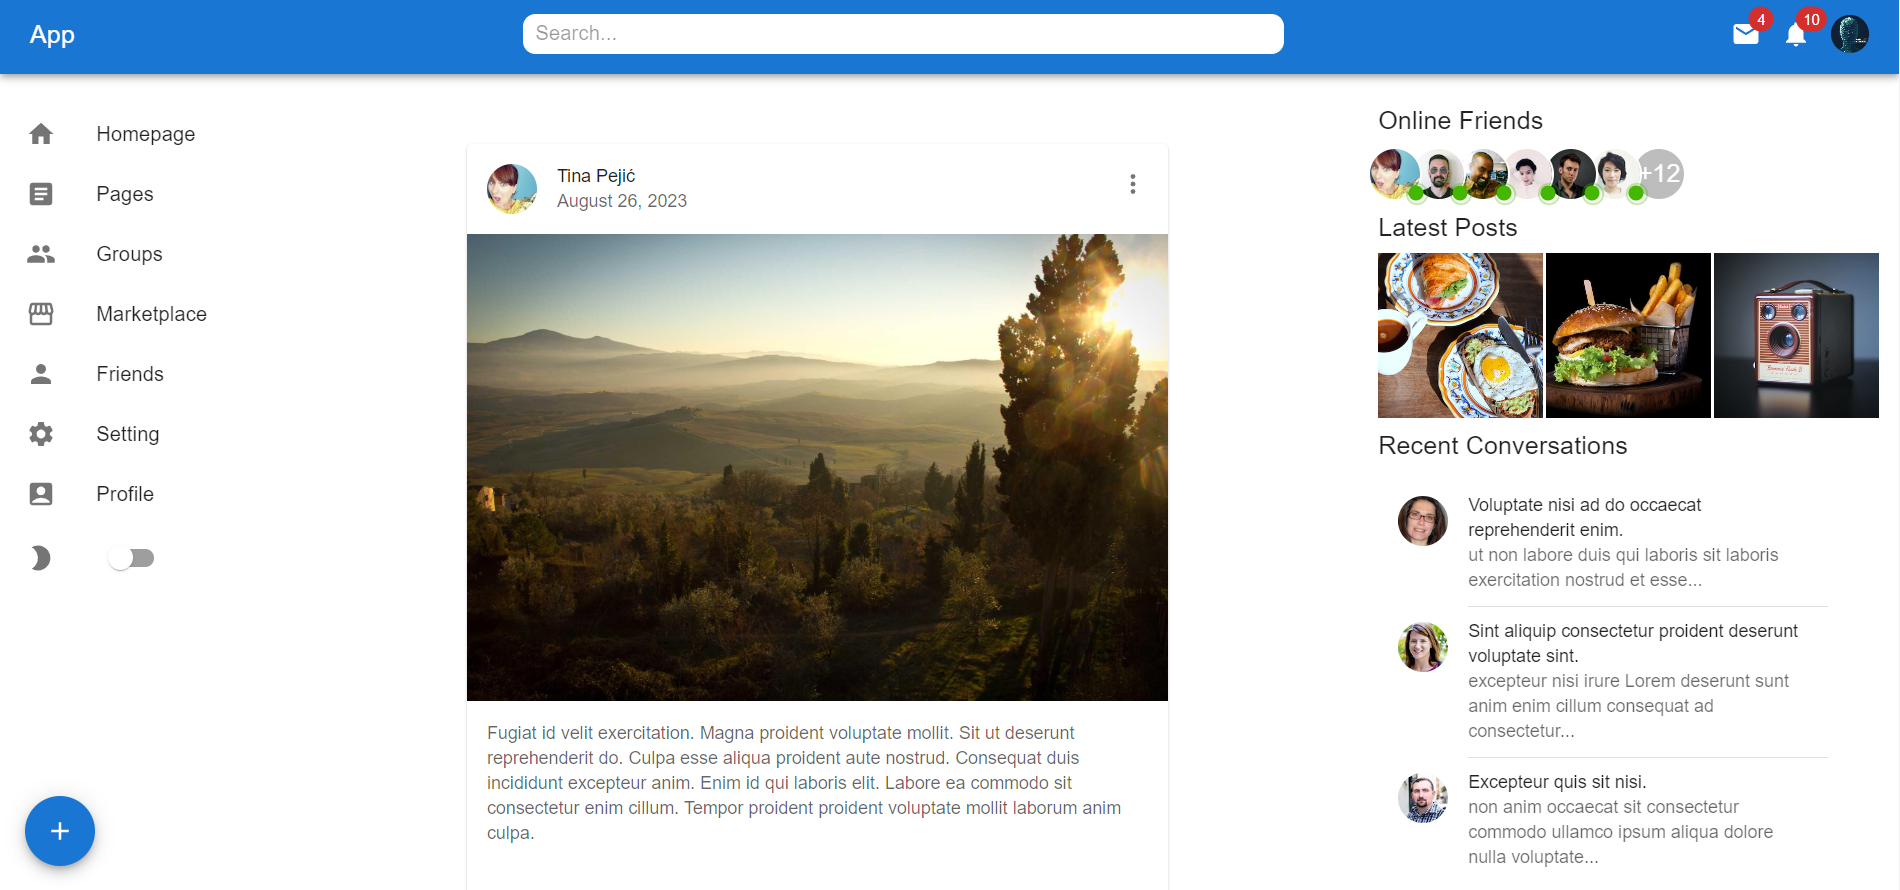 App
Search...
4
10
Homepage
Pages
Groups
Marketplace
Friends
Setting
Profile
Tina Pejić
August 26, 2023
Fugiat id velit exercitation. Magna proident voluptate mollit. Sit ut deserunt
reprehenderit do. Culpa esse aliqua proident aute nostrud. Consequat duis
incididunt excepteur anim. Enim id qui laboris elit. Labore ea commodo sit
consectetur enim cillum. Tempor proident proident voluptate mollit laborum anim
culpa.
Online Friends
+12
Latest Posts
Recent Conversations
Voluptate nisi ad do occaecat
reprehenderit enim.
ut non labore duis qui laboris sit laboris
exercitation nostrud et esse...
Sint aliquip consectetur proident deserunt
voluptate sint.
excepteur nisi irure Lorem deserunt sunt
anim enim cillum consequat ad
consectetur...
Excepteur quis sit nisi.
non anim occaecat sit consectetur
commodo ullamco ipsum aliqua dolore
nulla voluptate...